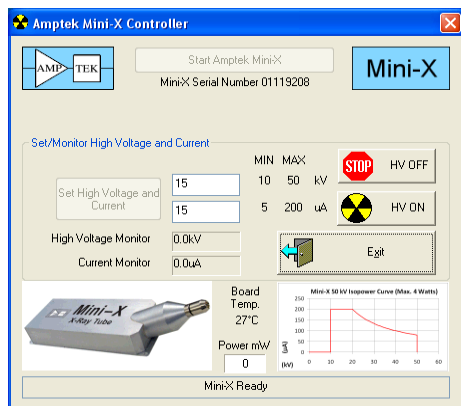 Amptek Mini-X Controller
AMP TEK
Start Amptek Mini-X
Mini-X
Mini-X Serial Number 01119208
Set/Monitor High Voltage and Current
MIN MAX
Set High Voltage and
Current
15
10 50 kV
STOP HV OFF
15
5 200 uA
HV ON
High Voltage Monitor 0.0kV
Current Monitor 0.0uA
Exit
Mini-X
X-Ray Tube
Board
Temp.
27°C
Power mW
0
Mini-X 50 kV Isopower Curve (Max. 4 Watts)
250
200
150
100
50
0
(µA)
(kV) 0 10 20 30 40 50 60
Mini-X Ready